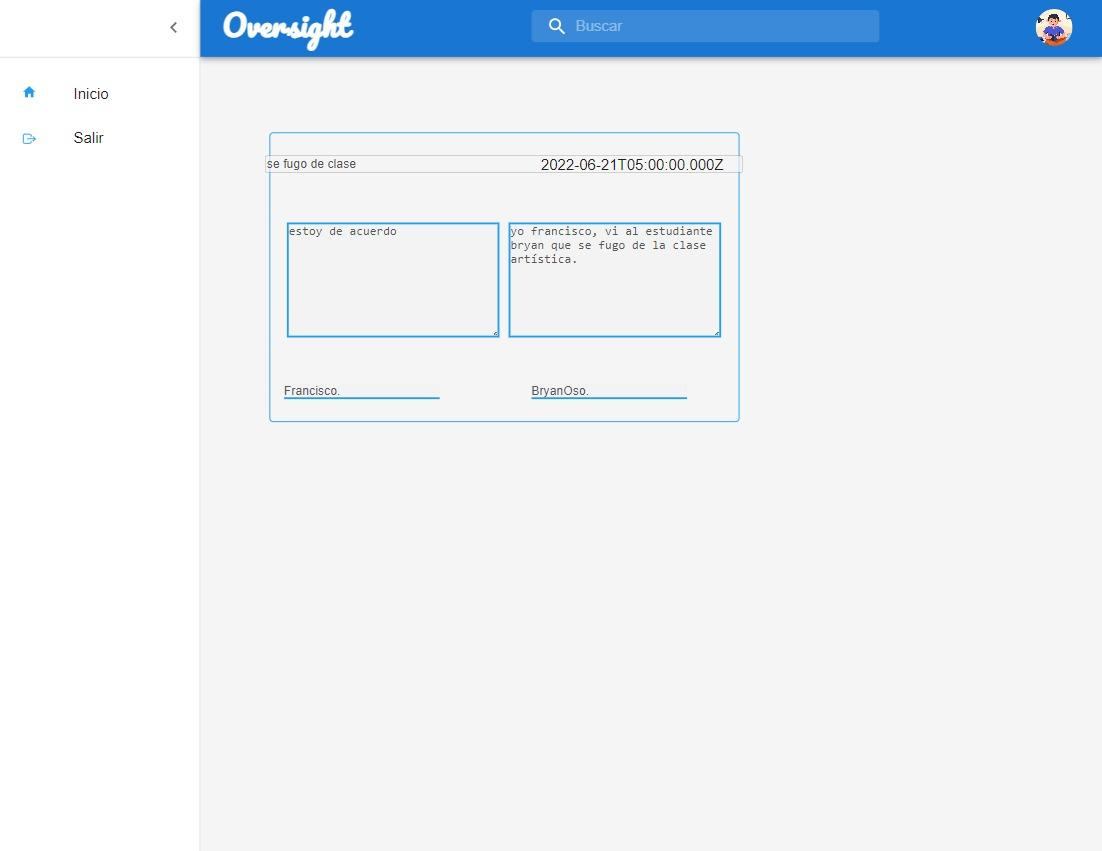 Oversight
Buscar
Inicio
Salir
se fugo de clase
2022-06-21T05:00:00.000Z
estoy de acuerdo
yo francisco, vi al estudiante
bryan que se fugo de la clase
artística.
Francisco.
BryanOso.